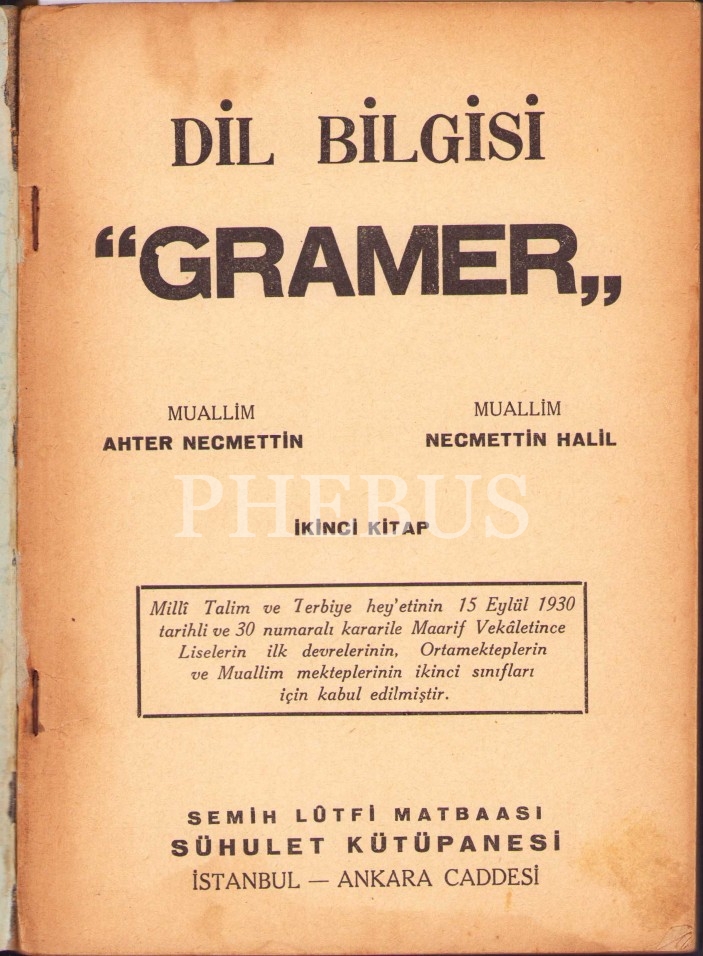 DİL BİLGİSİ
“GRAMER„
MUALLİM
AHTER NECMETTİN
MUALLİM
NECMETTİN HALİL
PHEBUS
İKİNCİ KİTAP
Millî Talim ve Terbiye hey'etinin 15 Eylül 1930
tarihli ve 30 numaralı kararile Maarif Vekâletince
Liselerin ilk devrelerinin, Ortamekteplerin
ve Muallim mekteplerinin ikinci sınıfları
için kabul edilmiştir.
SEMİH LÛTFİ MATBAASI
SÜHULET KÜTÜPANESİ
İSTANBUL — ANKARA CADDESİ